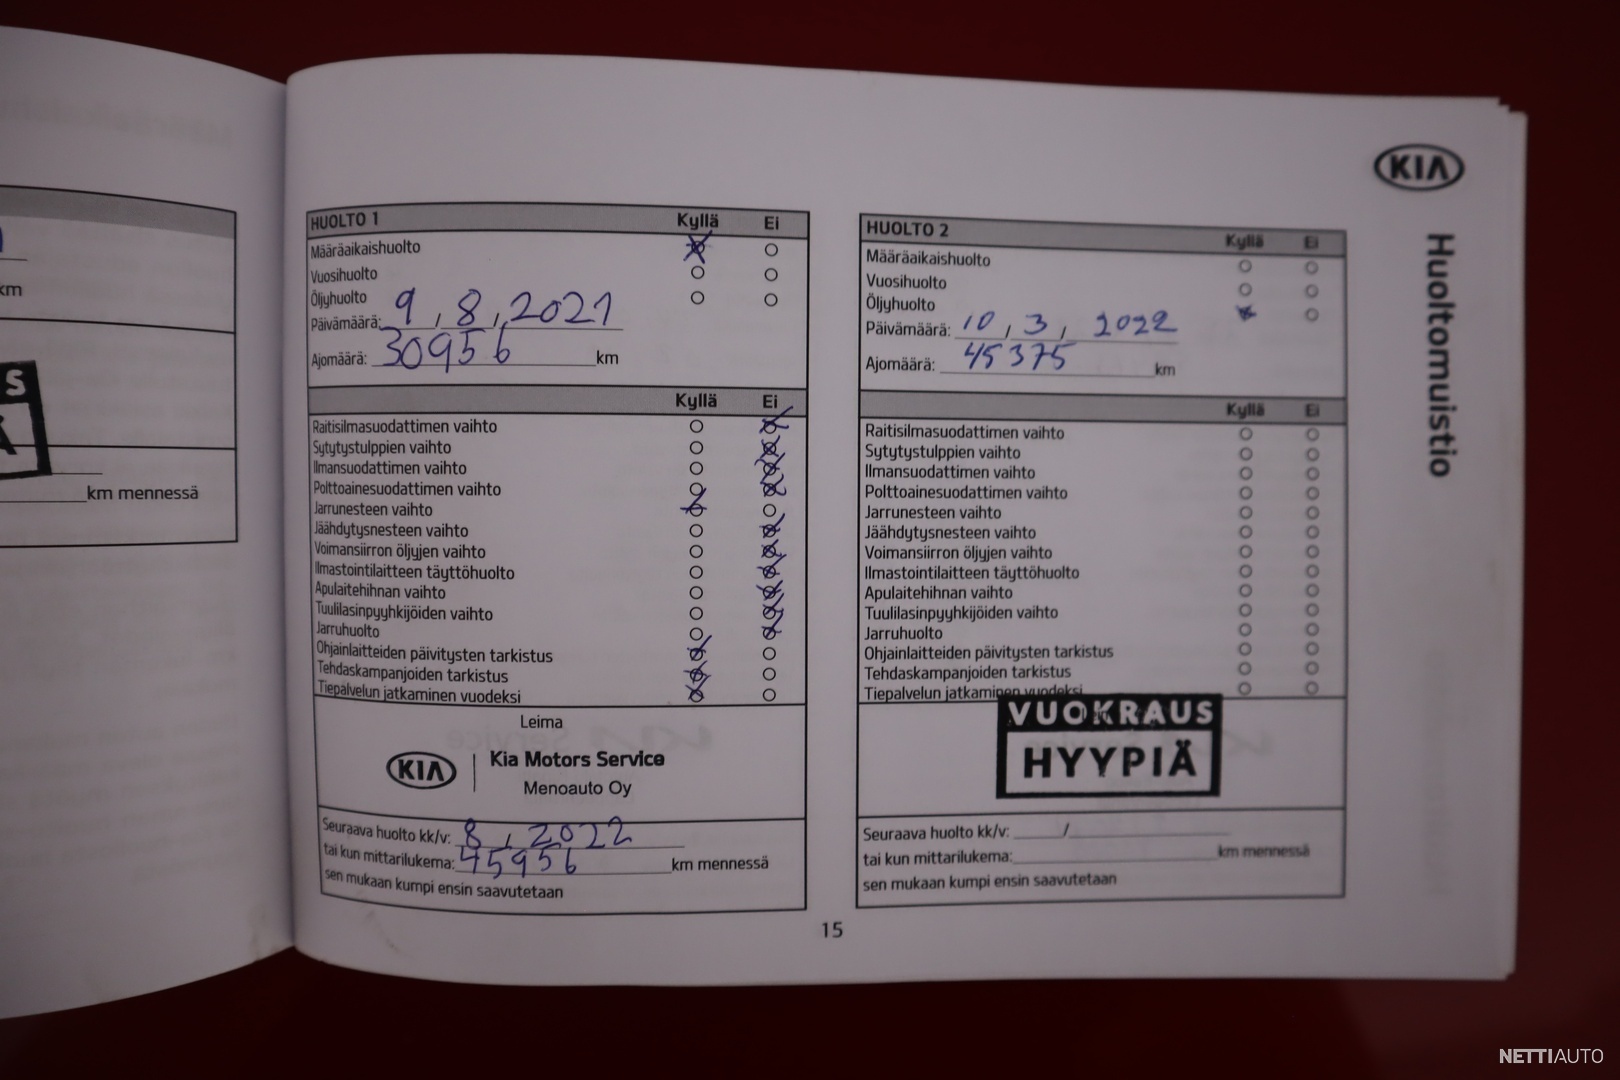 KIA
Huoltomuistio
km
S
Ä
km mennessä
HUOLTO 1 Kyllä Ei
Määräaikaishuolto
Vuosihuolto
Öljyhuolto
Päivämäärä: 9 , 8 , 2021
Ajomäärä: 30956 km
Kyllä Ei
Raitisilmasuodattimen vaihto
Sytytystulppien vaihto
Ilmansuodattimen vaihto
Polttoainesuodattimen vaihto
Jarrunesteen vaihto
Jäähdytysnesteen vaihto
Voimansiirron öljyjen vaihto
Ilmastointilaitteen täyttöhuolto
Apulaitehihnan vaihto
Tuulilasinpyyhkijöiden vaihto
Jarruhuolto
Ohjainlaitteiden päivitysten tarkistus
Tehdaskampanjoiden tarkistus
Tiepalvelun jatkaminen vuodeksi
Leima
KIA Kia Motors Service
Menoauto Oy
Seuraava huolto kk/v: 8 , 2022
tai kun mittarilukema: 45956 km mennessä
sen mukaan kumpi ensin saavutetaan
HUOLTO 2 Kyllä Ei
Määräaikaishuolto
Vuosihuolto
Öljyhuolto
Päivämäärä: 10 , 3 , 2022
Ajomäärä: 45375 km
Kyllä Ei
Raitisilmasuodattimen vaihto
Sytytystulppien vaihto
Ilmansuodattimen vaihto
Polttoainesuodattimen vaihto
Jarrunesteen vaihto
Jäähdytysnesteen vaihto
Voimansiirron öljyjen vaihto
Ilmastointilaitteen täyttöhuolto
Apulaitehihnan vaihto
Tuulilasinpyyhkijöiden vaihto
Jarruhuolto
Ohjainlaitteiden päivitysten tarkistus
Tehdaskampanjoiden tarkistus
Tiepalvelun jatkaminen vuodeksi
VUOKRAUS
HYYPIÄ
Seuraava huolto kk/v: /
tai kun mittarilukema: km mennessä
sen mukaan kumpi ensin saavutetaan
15
NETTIAUTO